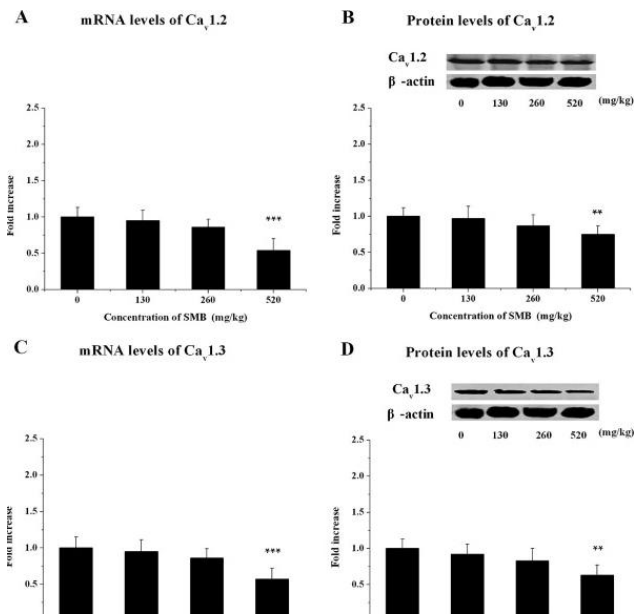 A mRNA levels of Cav1.2
Fold increase
2.5
2.0
1.5
1.0
0.5
0.0
***
0 130 260 520
Concentration of SMB (mg/kg)
B Protein levels of Cav1.2
Cav1.2
β -actin
0 130 260 520 (mg/kg)
Fold increase
2.5
2.0
1.5
1.0
0.5
0.0
**
0 130 260 520
Concentration of SMB (mg/kg)
C mRNA levels of Cav1.3
Fold increase
2.5
2.0
1.5
1.0
0.5
***
D Protein levels of Cav1.3
Cav1.3
β -actin
0 130 260 520 (mg/kg)
Fold increase
2.5
2.0
1.5
1.0
0.5
**